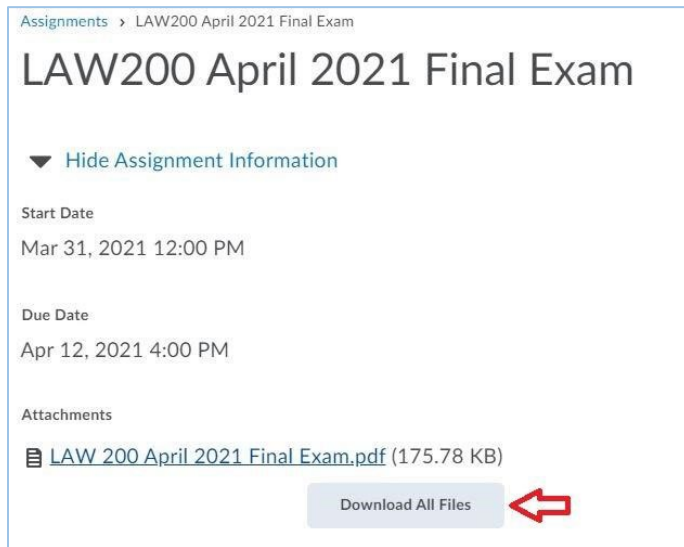 Assignments › LAW200 April 2021 Final Exam
LAW200 April 2021 Final Exam
Hide Assignment Information
Start Date
Mar 31, 2021 12:00 PM
Due Date
Apr 12, 2021 4:00 PM
Attachments
LAW 200 April 2021 Final Exam.pdf (175.78 KB)
Download All Files